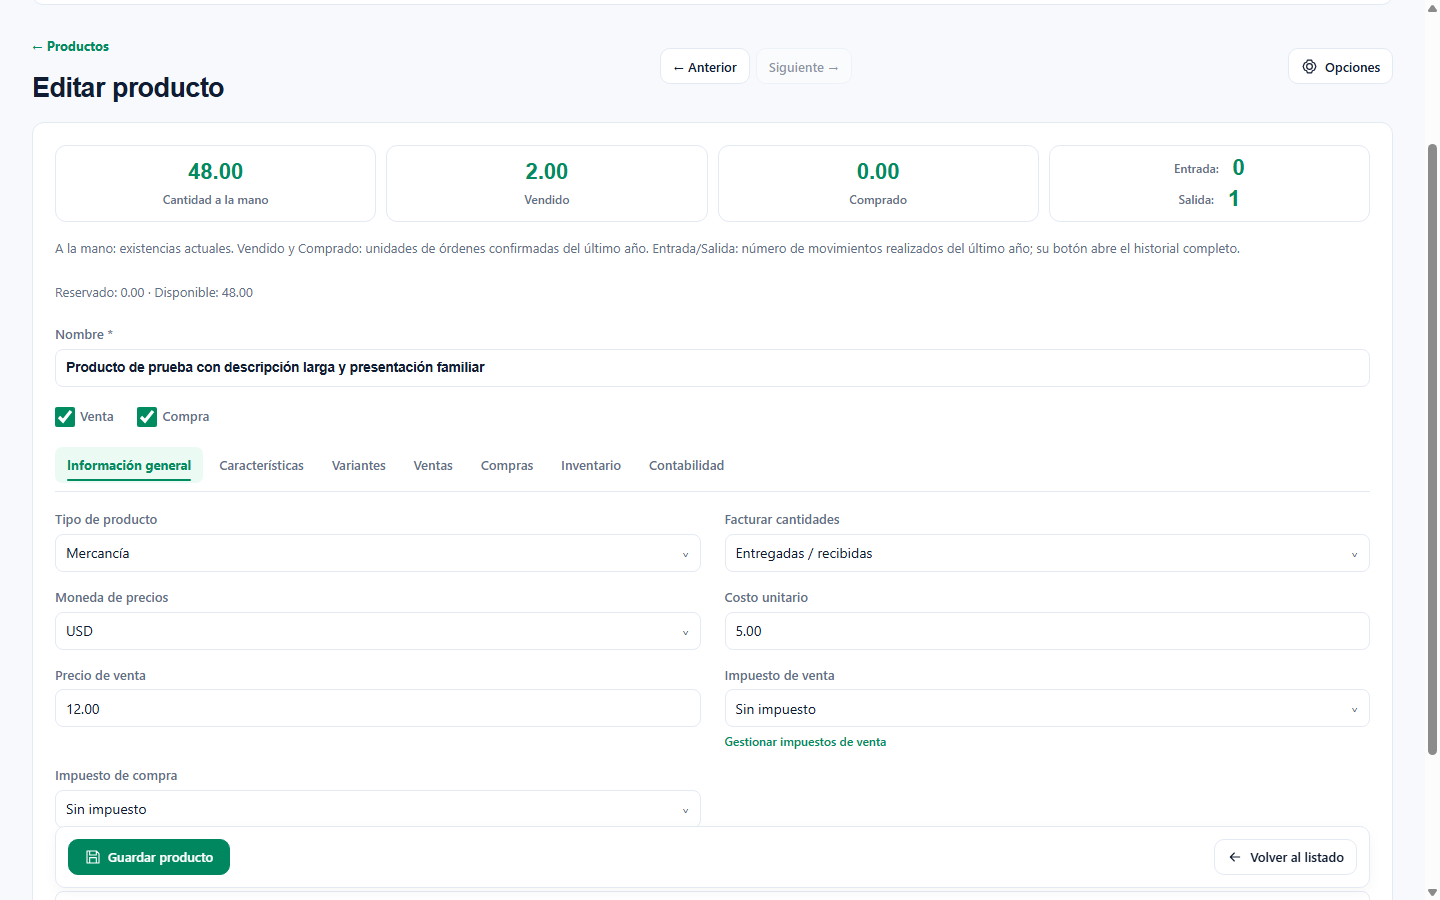 ← Productos
Editar producto
← Anterior
Siguiente →
Opciones
48.00
Cantidad a la mano
2.00
Vendido
0.00
Comprado
Entrada: 0
Salida: 1
A la mano: existencias actuales. Vendido y Comprado: unidades de órdenes confirmadas del último año. Entrada/Salida: número de movimientos realizados del último año; su botón abre el historial completo.
Reservado: 0.00 · Disponible: 48.00
Nombre *
Producto de prueba con descripción larga y presentación familiar
Venta
Compra
Información general
Características
Variantes
Ventas
Compras
Inventario
Contabilidad
Tipo de producto
Mercancía
Facturar cantidades
Entregadas / recibidas
Moneda de precios
USD
Costo unitario
5.00
Precio de venta
12.00
Impuesto de venta
Sin impuesto
Gestionar impuestos de venta
Impuesto de compra
Sin impuesto
Guardar producto
← Volver al listado